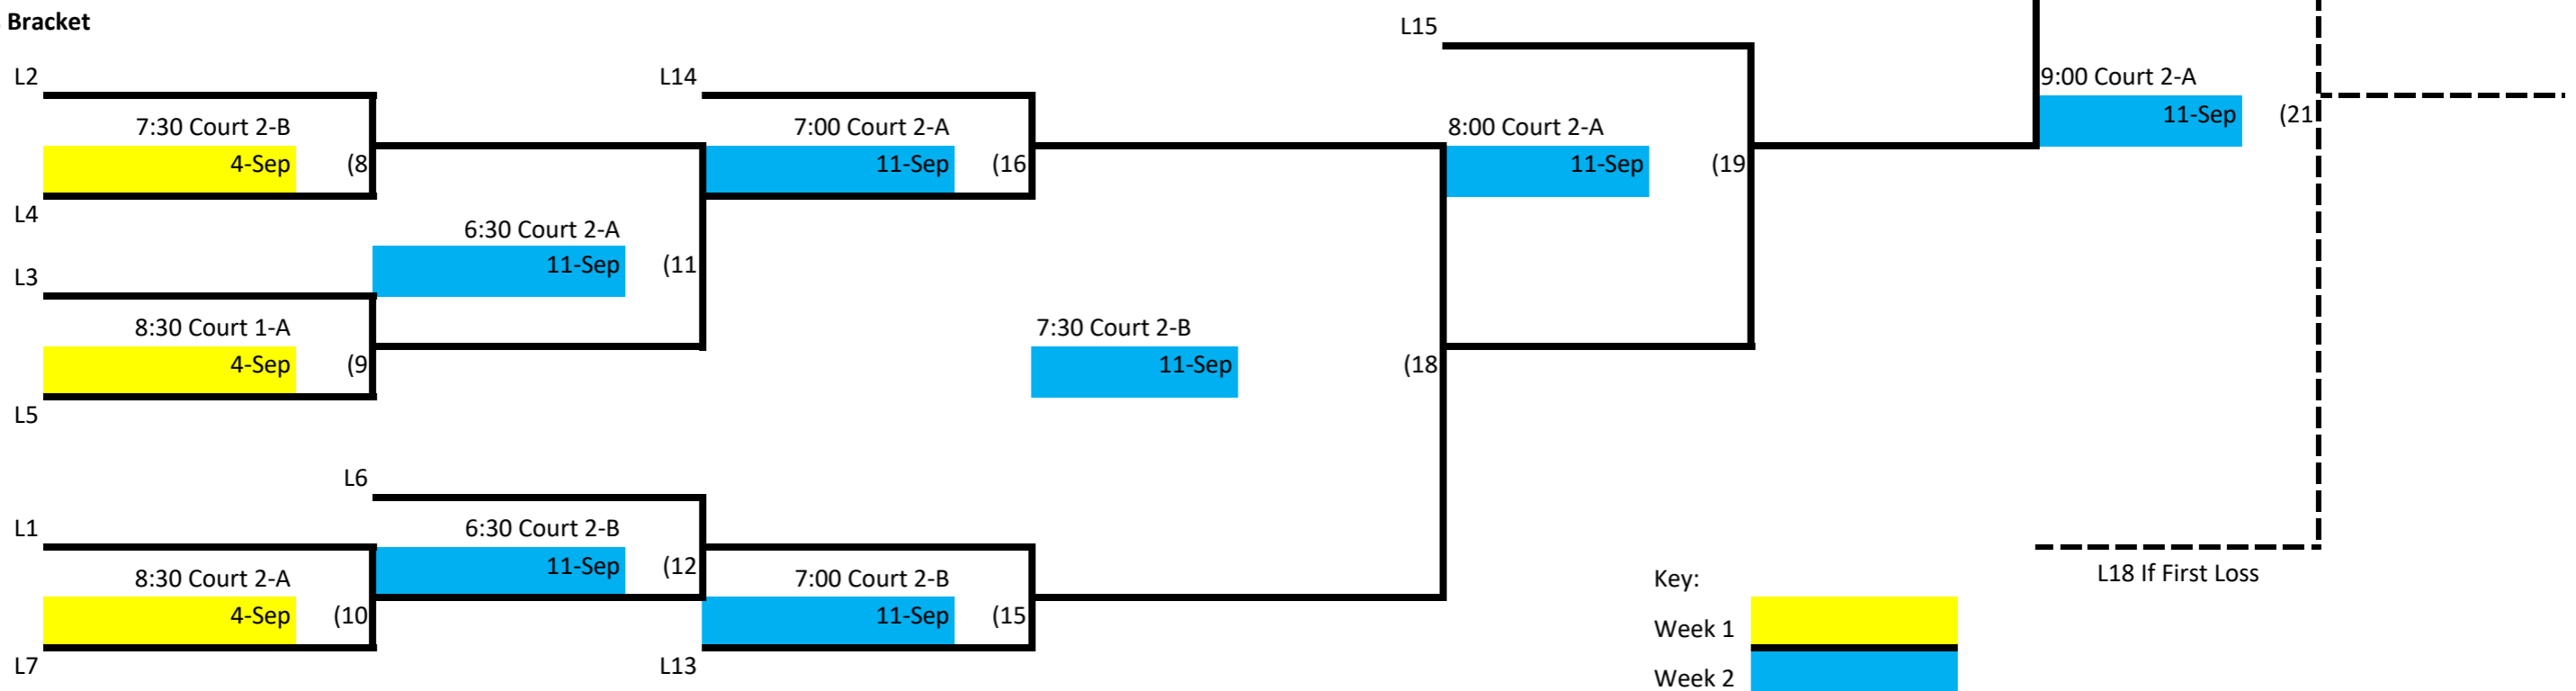 Bracket
L15
L2
L14
9:00 Court 2-A
11-Sep (21
7:30 Court 2-B
7:00 Court 2-A
8:00 Court 2-A
4-Sep (8
11-Sep (16
11-Sep (19
L4
6:30 Court 2-A
11-Sep (11
L3
8:30 Court 1-A
7:30 Court 2-B
4-Sep (9
11-Sep (18
L5
L6
L1
6:30 Court 2-B
11-Sep (12
8:30 Court 2-A
7:00 Court 2-B
Key:
L18 If First Loss
4-Sep (10
11-Sep (15
Week 1
L7
L13
Week 2